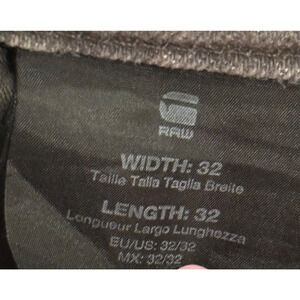 RAW
WIDTH: 32
Taille Talla Taglia Breite
LENGTH: 32
Longueur Largo Lunghezza
EU/US: 32/32
MX: 32/32